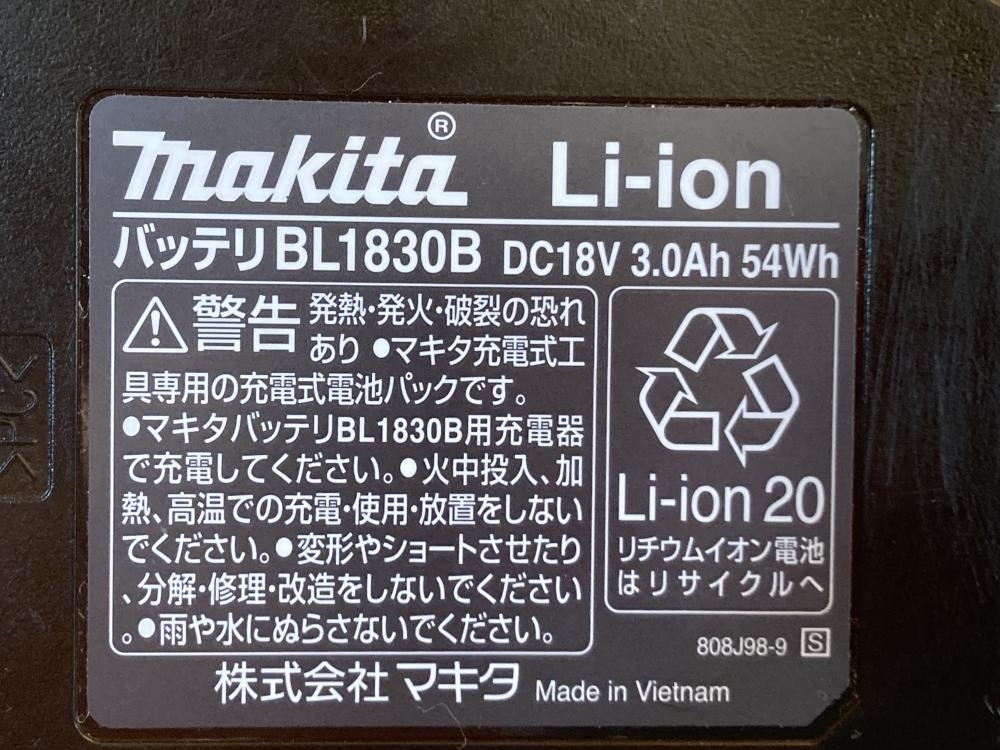 makita® Li-ion
バッテリBL1830B DC18V 3.0Ah 54Wh
警告 発熱・発火・破裂の恐れ
あり ●マキタ充電式工
具専用の充電式電池パックです。
●マキタバッテリBL1830B用充電器
で充電してください。●火中投入、加
熱、高温での充電・使用・放置をしない
でください。●変形やショートさせたり
、分解・修理・改造をしないでください
。●雨や水にぬらさないでください。
Li-ion 20
リチウムイオン電池
はリサイクルへ
808J98-9 S
株式会社マキタ Made in Vietnam